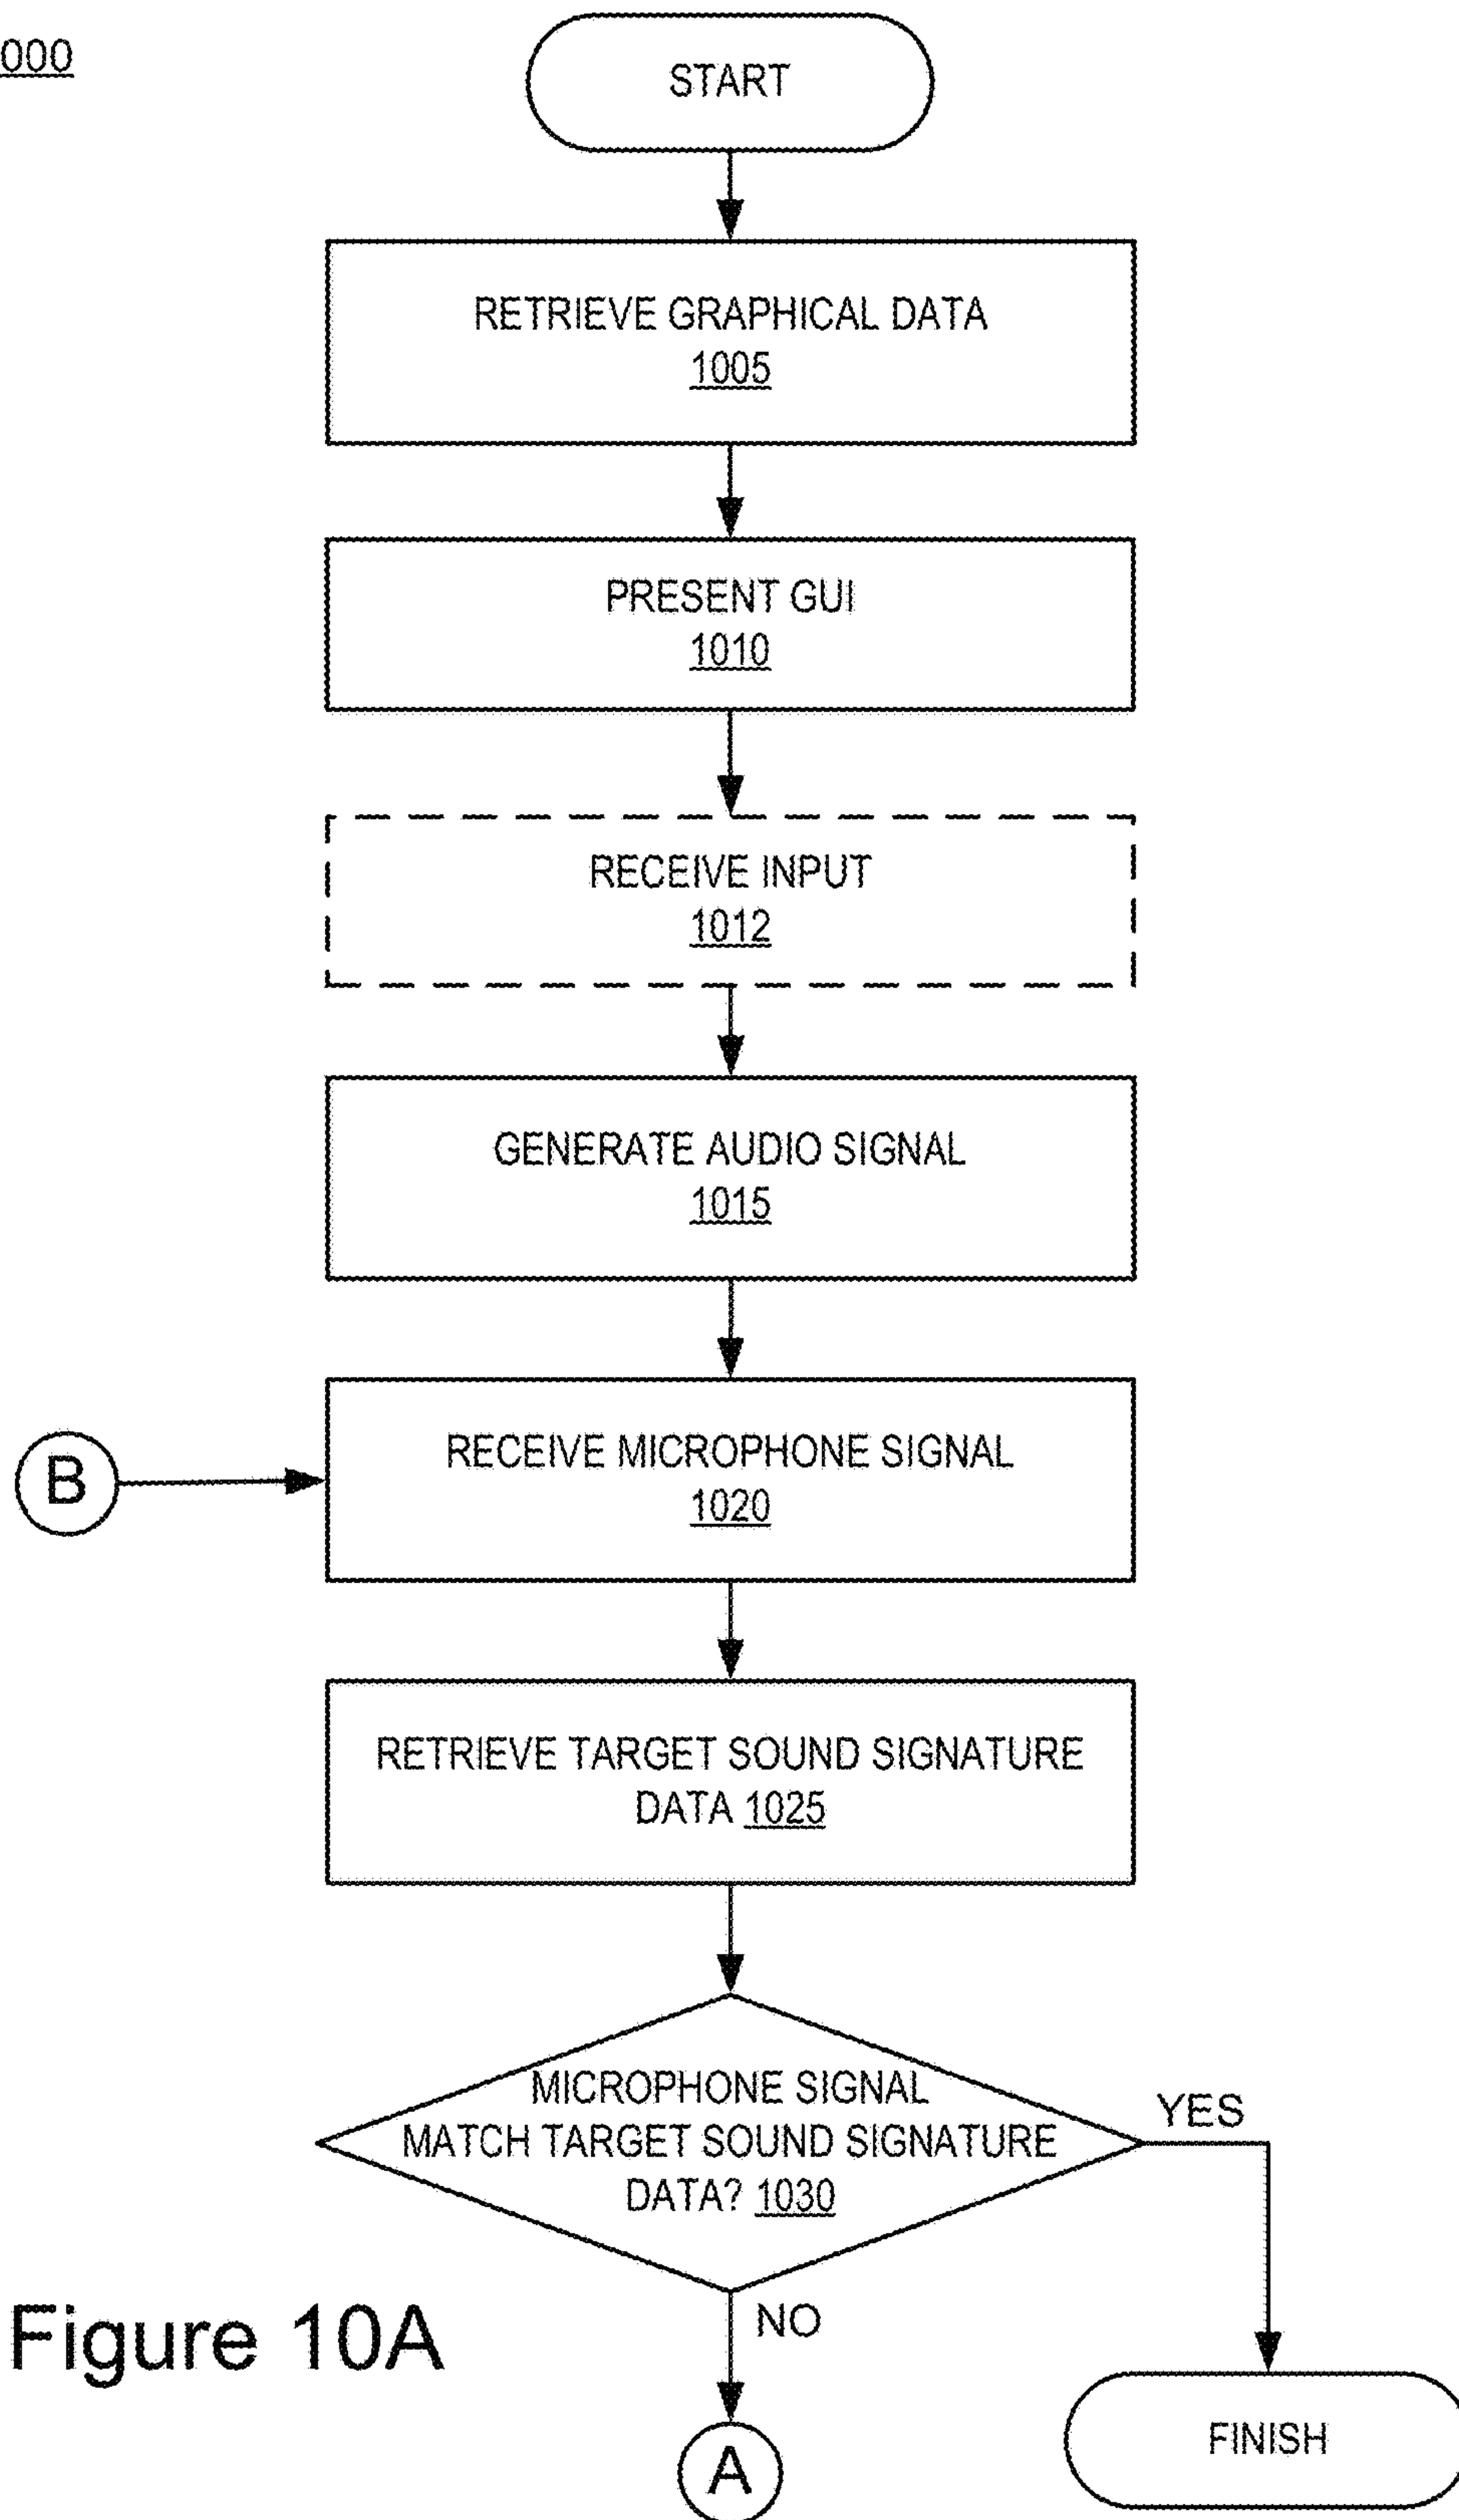 000
START
RETRIEVE GRAPHICAL DATA
1005
PRESENT GUI
1010
RECEIVE INPUT
1012
GENERATE AUDIO SIGNAL
1015
B
RECEIVE MICROPHONE SIGNAL
1020
RETRIEVE TARGET SOUND SIGNATURE
DATA 1025
MICROPHONE SIGNAL
MATCH TARGET SOUND SIGNATURE
DATA? 1030
YES
NO
Figure 10A
A
FINISH